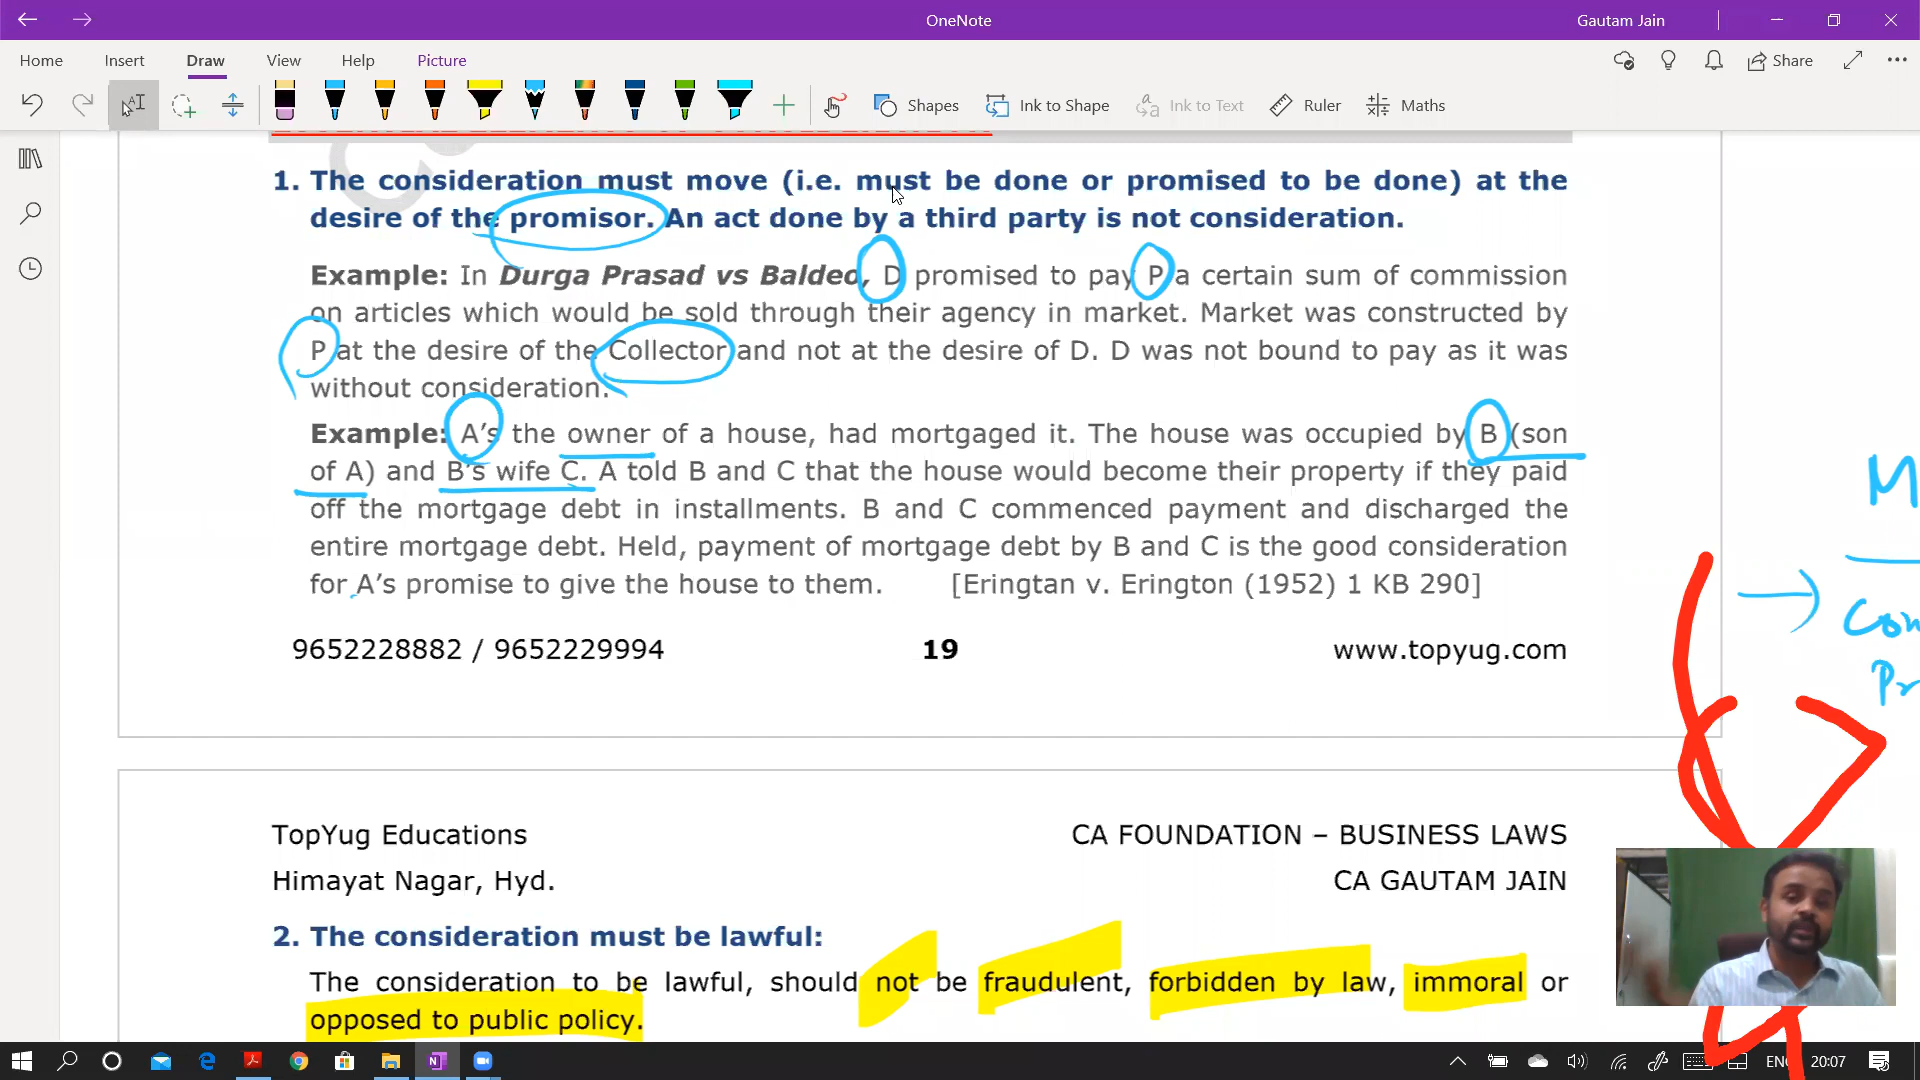 OneNote
Gautam Jain
Home Insert Draw View Help Picture
Share
Shapes Ink to Shape Ink to Text Ruler Maths
1. The consideration must move (i.e. must be done or promised to be done) at the
desire of the promisor. An act done by a third party is not consideration.
Example: In Durga Prasad vs Baldeo, D promised to pay P a certain sum of commission
on articles which would be sold through their agency in market. Market was constructed by
P at the desire of the Collector and not at the desire of D. D was not bound to pay as it was
without consideration.
Example: A's the owner of a house, had mortgaged it. The house was occupied by B (son
of A) and B's wife C. A told B and C that the house would become their property if they paid
off the mortgage debt in installments. B and C commenced payment and discharged the
entire mortgage debt. Held, payment of mortgage debt by B and C is the good consideration
for A's promise to give the house to them. [Eringtan v. Erington (1952) 1 KB 290]
9652228882 / 9652229994 19 www.topyug.com
M
Con
Pr
TopYug Educations CA FOUNDATION – BUSINESS LAWS
Himayat Nagar, Hyd. CA GAUTAM JAIN
2. The consideration must be lawful:
The consideration to be lawful, should not be fraudulent, forbidden by law, immoral or
opposed to public policy.
ENG 20:07